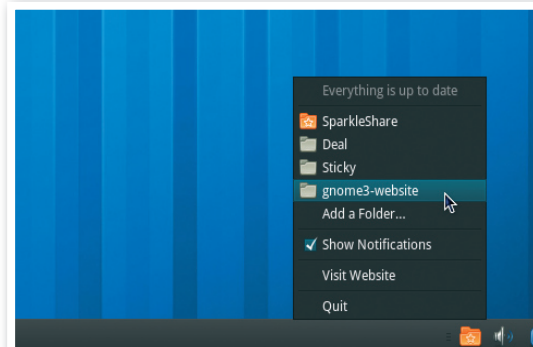 Everything is up to date
SparkleShare
Deal
Sticky
gnome3-website
Add a Folder...
Show Notifications
Visit Website
Quit